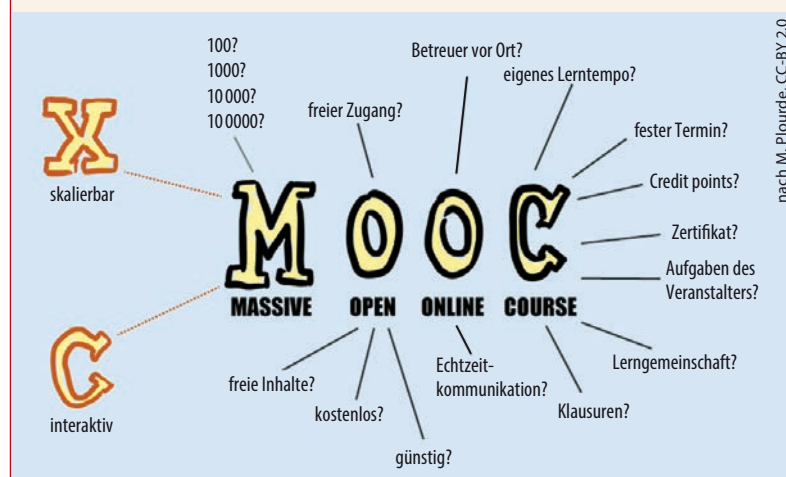 100?
1000?
10 000?
10 0000?
freier Zugang?
Betreuer vor Ort?
eigenes Lerntempo?
fester Termin?
Credit points?
Zertifikat?
Aufgaben des
Veranstalters?
X
skalierbar
MOOC
MASSIVE OPEN ONLINE COURSE
C
interaktiv
freie Inhalte?
kostenlos?
günstig?
Echtzeit-
kommunikation?
Klausuren?
Lerngemeinschaft?
nach M. Plourde, CC-BY 2.0